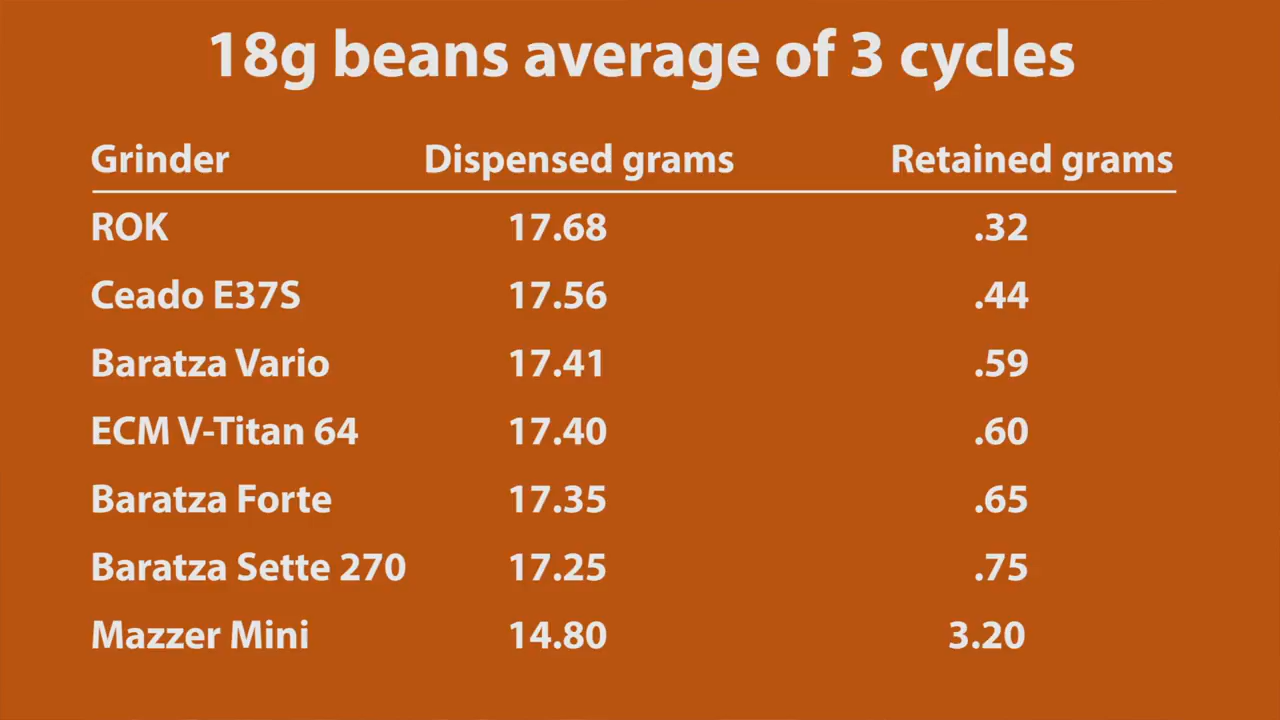 18g beans average of 3 cycles
Grinder Dispensed grams Retained grams
ROK 17.68 .32
Ceado E37S 17.56 .44
Baratza Vario 17.41 .59
ECM V-Titan 64 17.40 .60
Baratza Forte 17.35 .65
Baratza Sette 270 17.25 .75
Mazzer Mini 14.80 3.20